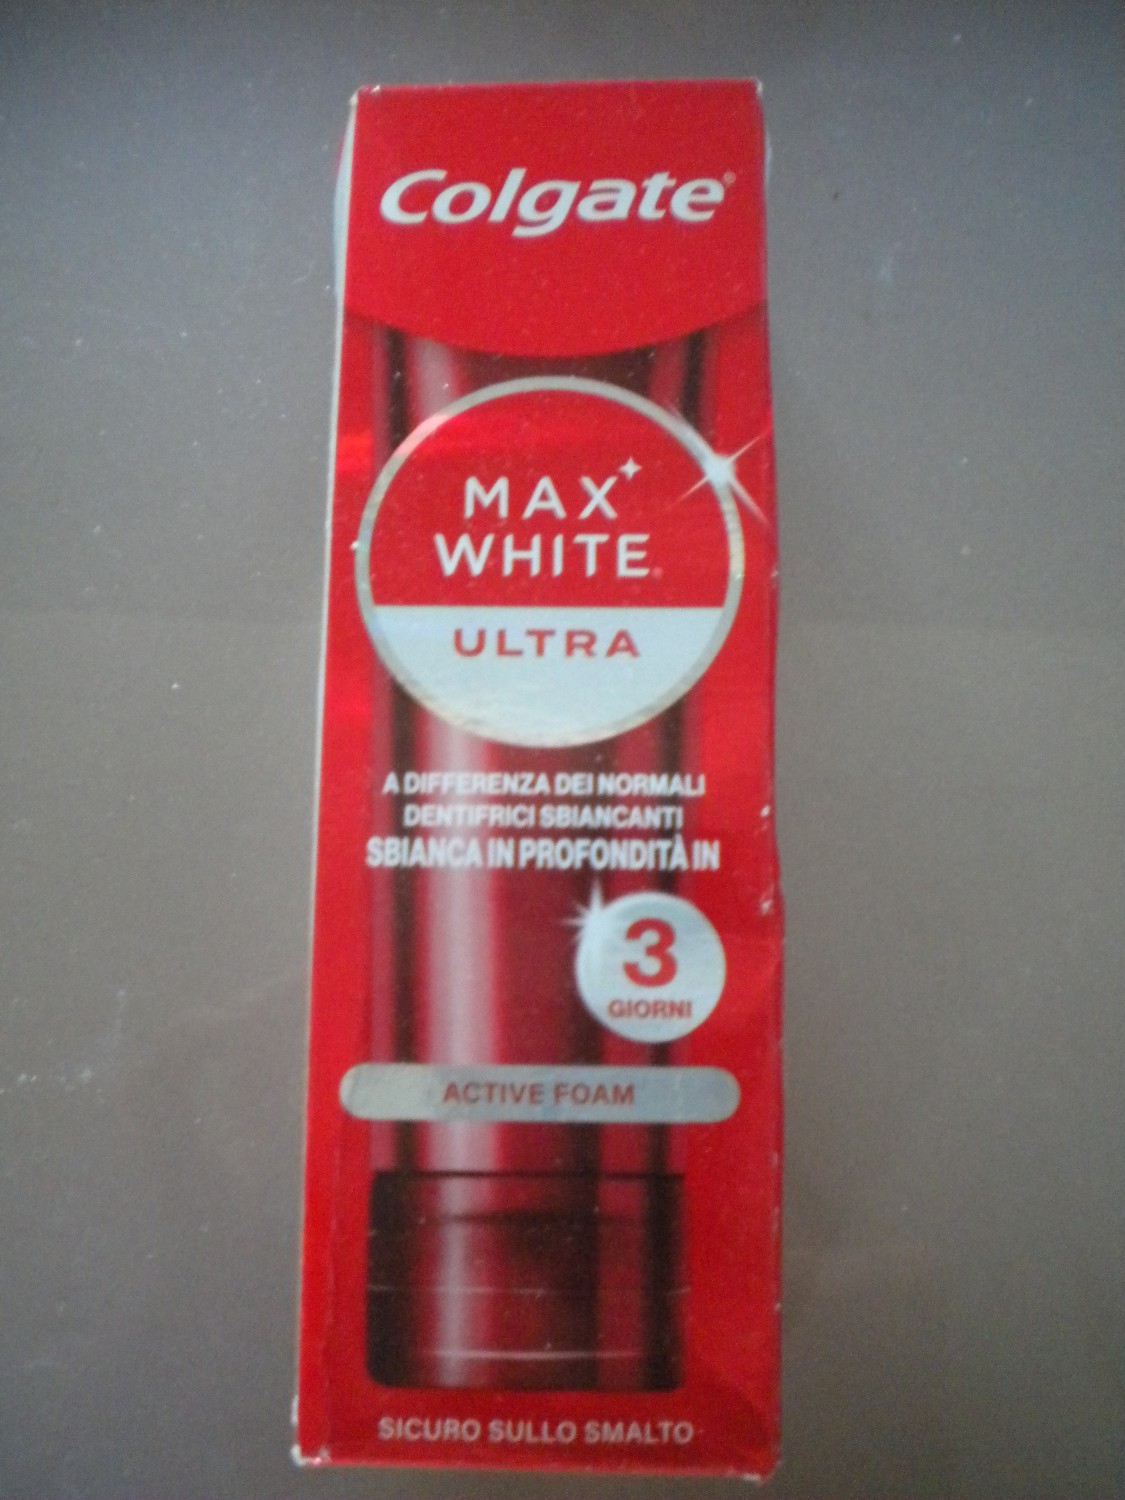 Colgate®
MAX
WHITE®
ULTRA
A DIFFERENZA DEI NORMALI
DENTIFRICI SBIANCANTI
SBIANCA IN PROFONDITÀ IN
3
GIORNI
ACTIVE FOAM
SICURO SULLO SMALTO